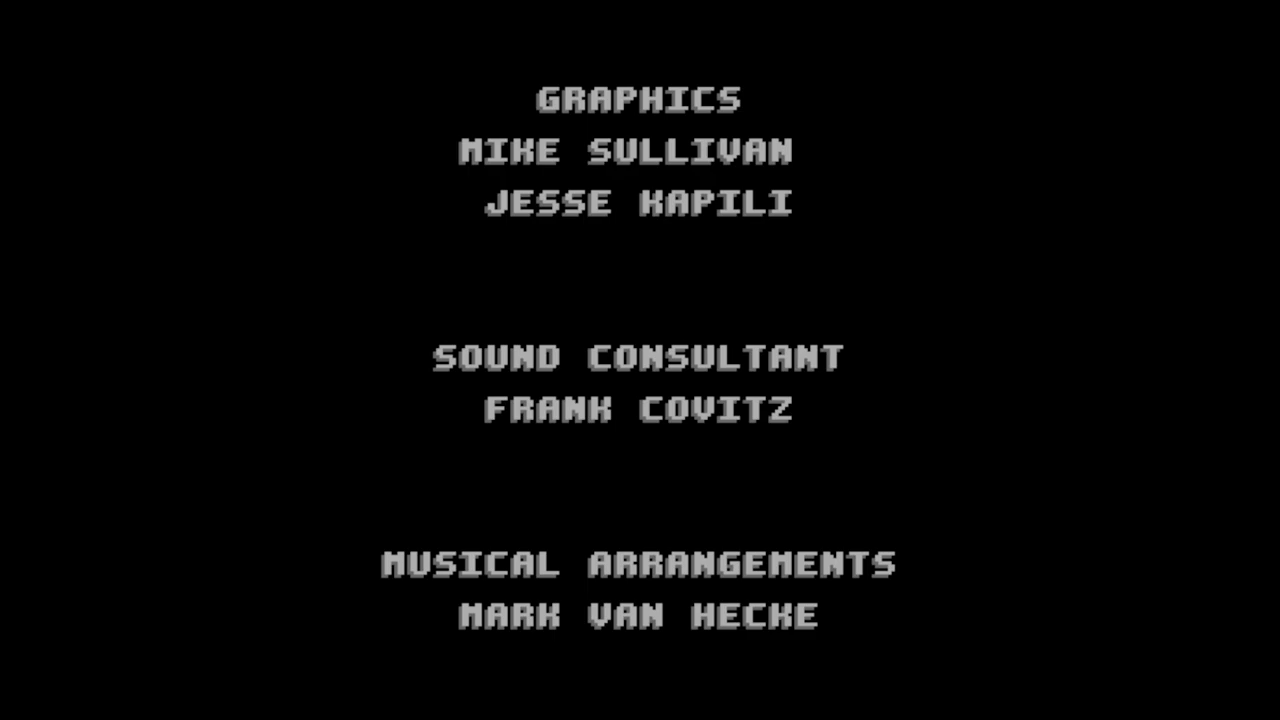 GRAPHICS
MIKE SULLIVAN
JESSE KAPILI
SOUND CONSULTANT
FRANK COVITZ
MUSICAL ARRANGEMENTS
MARK VAN HECKE